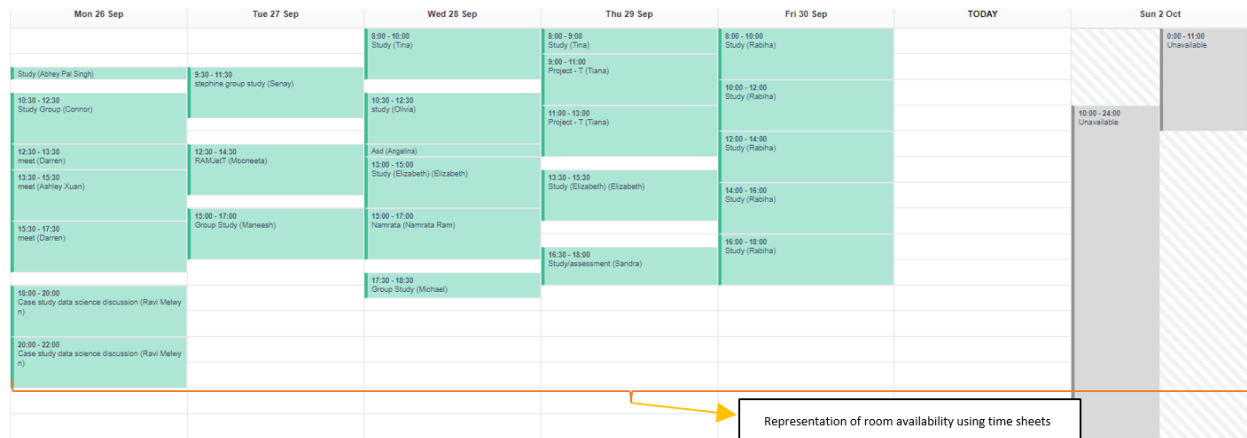 Mon 26 Sep
Tue 27 Sep
Wed 28 Sep
Thu 29 Sep
Fri 30 Sep
TODAY
Sun 2 Oct
Study (Abhey Pal Singh)
10:30 - 12:30
Study Group (Connor)
12:30 - 13:30
meet (Darren)
13:30 - 15:30
meet (Ashley Xuan)
15:30 - 17:30
meet (Darren)
18:00 - 20:00
Case study data science discussion (Ravi Melwy
n)
20:00 - 22:00
Case study data science discussion (Ravi Melwy
n)
9:30 - 11:30
stephine group study (Senay)
12:30 - 14:30
RAMJetT (Mooneeta)
15:00 - 17:00
Group Study (Maneesh)
8:00 - 10:00
Study (Tina)
10:30 - 12:30
study (Olivia)
Asd (Angelina)
13:00 - 15:00
Study (Elizabeth) (Elizabeth)
15:00 - 17:00
Namrata (Namrata Ram)
17:30 - 18:30
Group Study (Michael)
8:00 - 9:00
Study (Tina)
9:00 - 11:00
Project - T (Tiana)
11:00 - 13:00
Project - T (Tiana)
13:30 - 15:30
Study (Elizabeth) (Elizabeth)
16:30 - 18:00
Study/assessment (Sandra)
8:00 - 10:00
Study (Rabiha)
10:00 - 12:00
Study (Rabiha)
12:00 - 14:00
Study (Rabiha)
14:00 - 16:00
Study (Rabiha)
16:00 - 18:00
Study (Rabiha)
10:00 - 24:00
Unavailable
0:00 - 11:00
Unavailable
Representation of room availability using time sheets